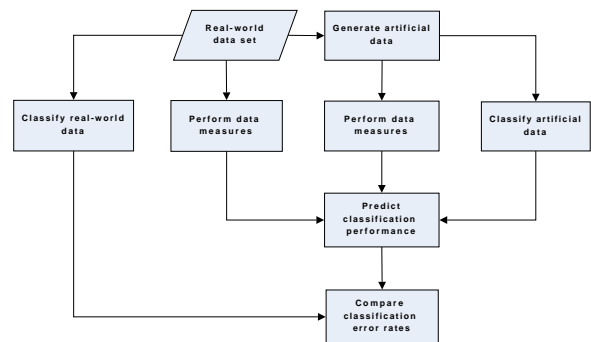 Real-world
data set
Generate artificial
data
Classify real-world
data
Perform data
measures
Perform data
measures
Classify artificial
data
Predict
classification
performance
Compare
classification
error rates